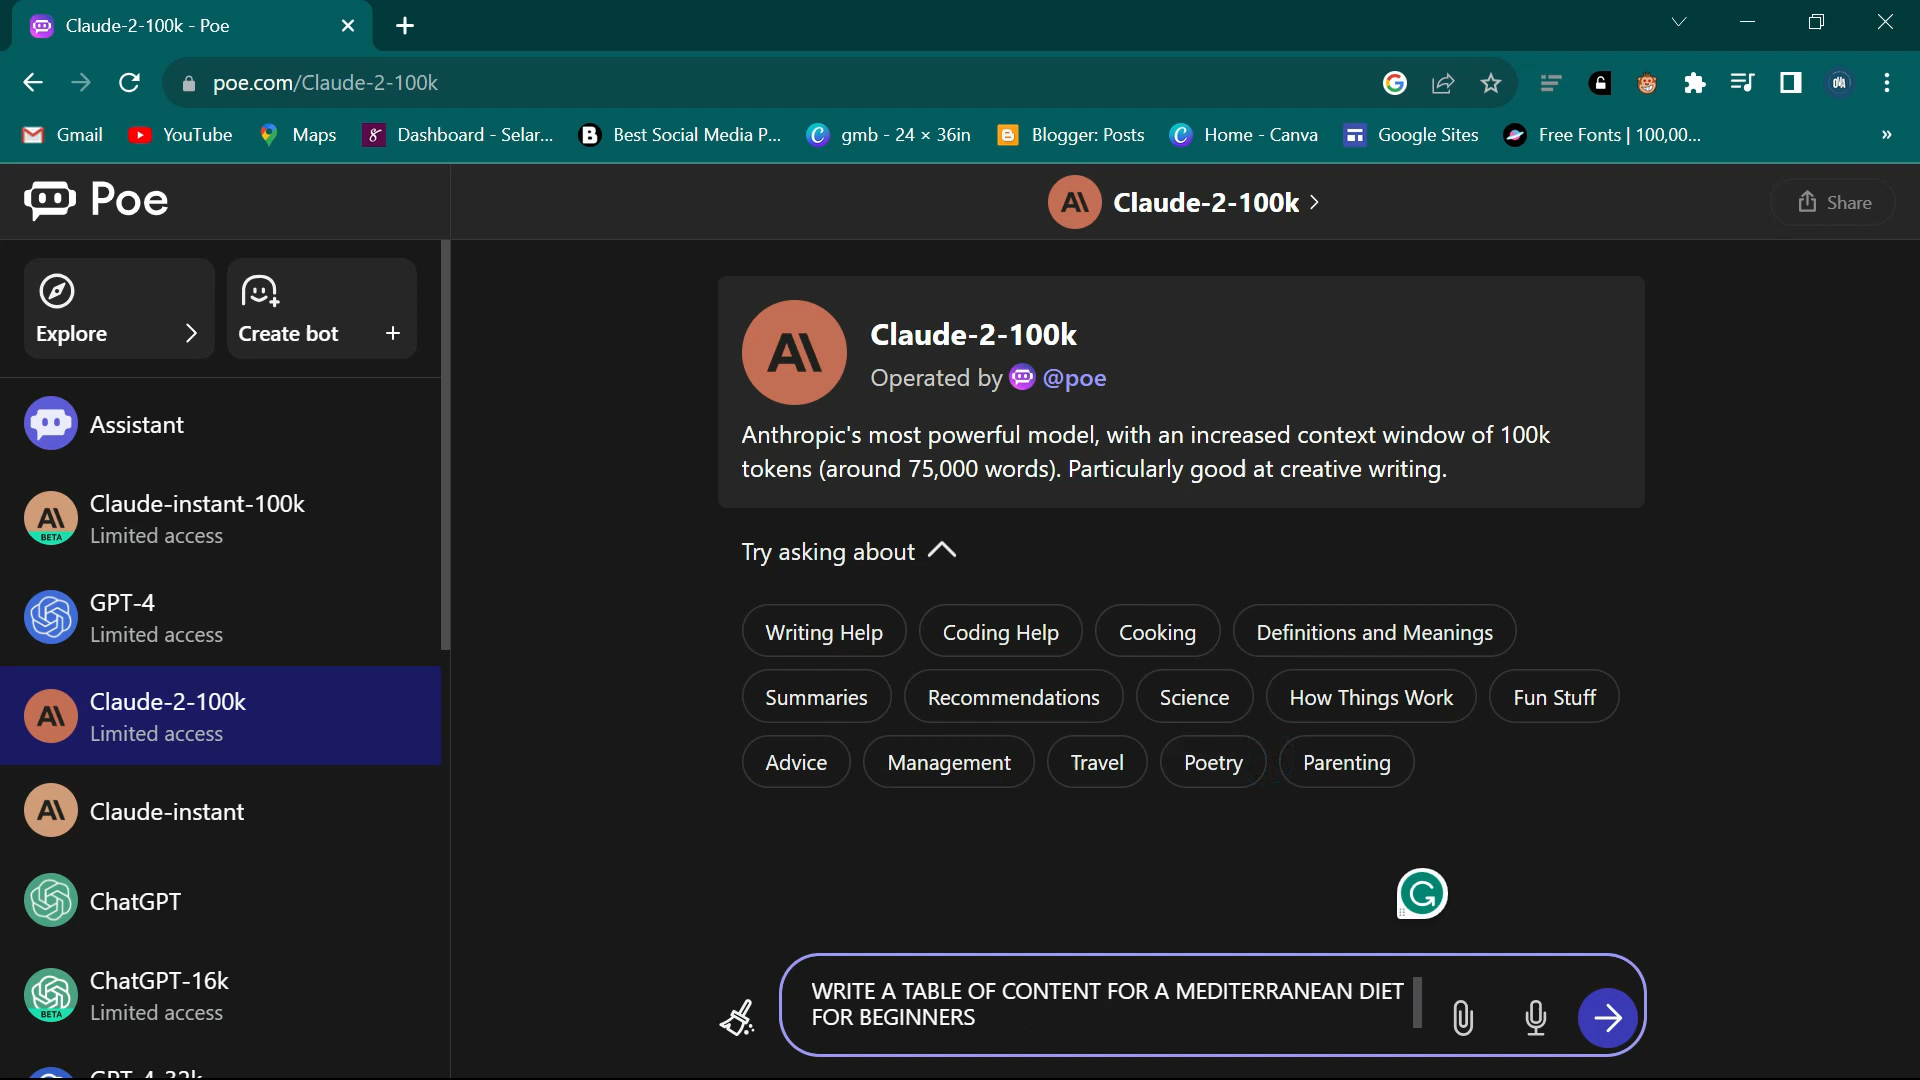 Claude-2-100k - Poe
poe.com/Claude-2-100k
Gmail YouTube Maps Dashboard - Selar... Best Social Media P... gmb - 24 × 36in Blogger: Posts Home - Canva Google Sites Free Fonts | 100,00... »
Poe
Claude-2-100k
Share
Explore
Create bot
Assistant
Claude-instant-100k
Limited access
BETA
GPT-4
Limited access
Claude-2-100k
Limited access
Claude-instant
ChatGPT
ChatGPT-16k
Limited access
BETA
GPT-4-32k
Claude-2-100k
Operated by @poe
Anthropic's most powerful model, with an increased context window of 100k
tokens (around 75,000 words). Particularly good at creative writing.
Try asking about
Writing Help Coding Help Cooking Definitions and Meanings
Summaries Recommendations Science How Things Work Fun Stuff
Advice Management Travel Poetry Parenting
WRITE A TABLE OF CONTENT FOR A MEDITERRANEAN DIET
FOR BEGINNERS